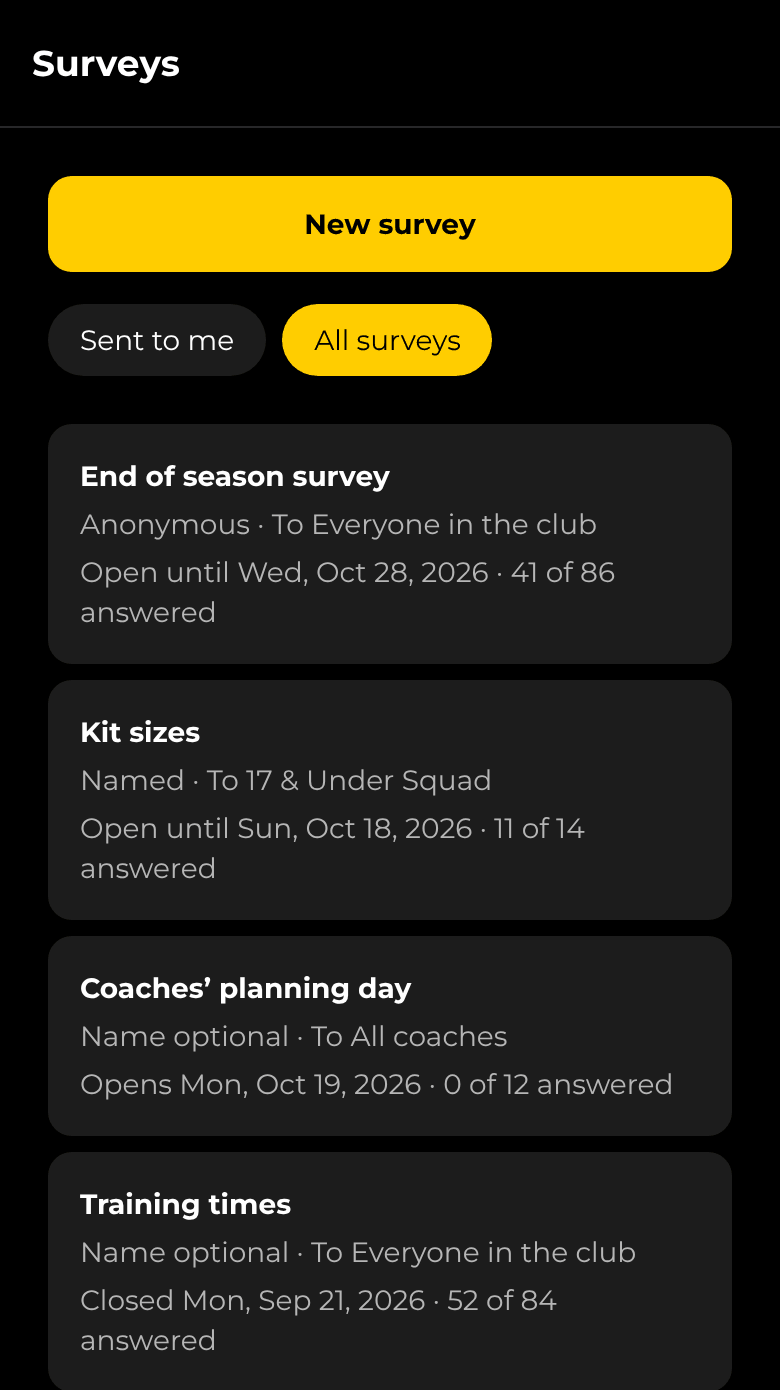 Surveys
New survey
Sent to me
All surveys
End of season survey
Anonymous · To Everyone in the club
Open until Wed, Oct 28, 2026 · 41 of 86
answered
Kit sizes
Named · To 17 & Under Squad
Open until Sun, Oct 18, 2026 · 11 of 14
answered
Coaches’ planning day
Name optional · To All coaches
Opens Mon, Oct 19, 2026 · 0 of 12 answered
Training times
Name optional · To Everyone in the club
Closed Mon, Sep 21, 2026 · 52 of 84
answered